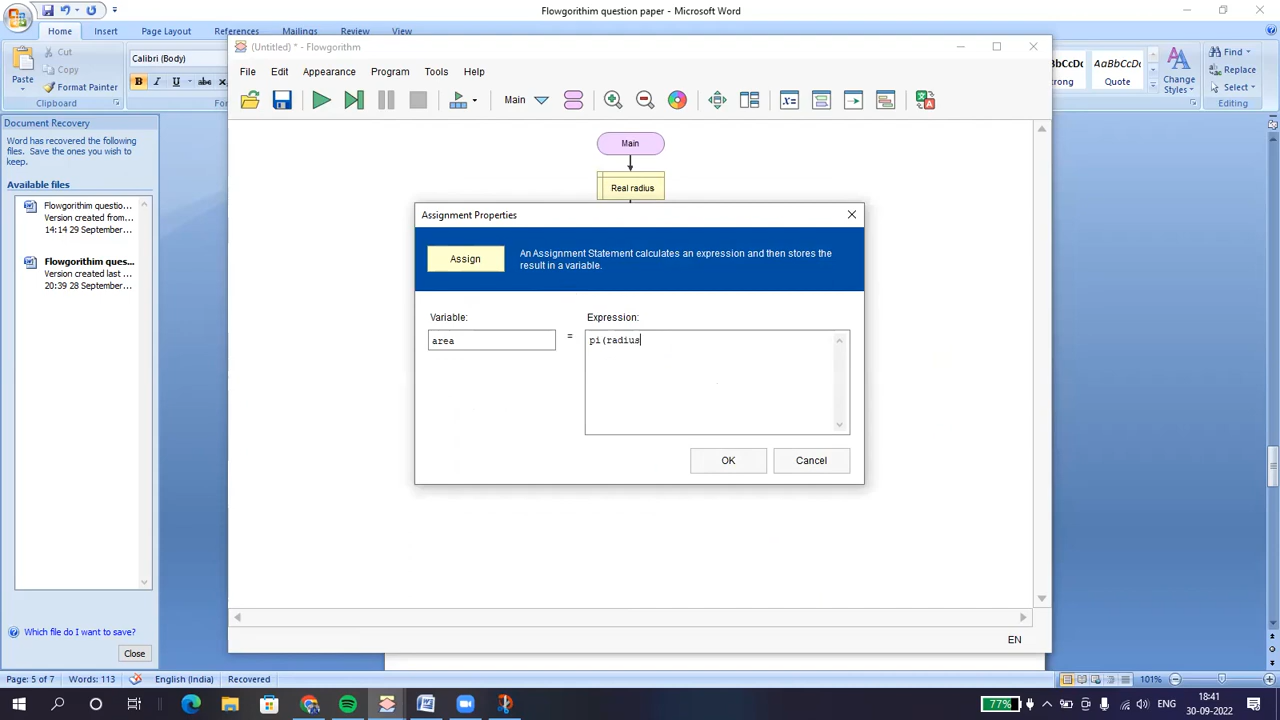 Flowgorithim question paper - Microsoft Word
Home Insert Page Layout References Mailings Review View
(Untitled) * - Flowgorithm
File Edit Appearance Program Tools Help
Paste
Cut
Copy
Format Painter
Clipboard
Calibri (Body)
B I U abc
Main
AaBbCcDc AaBbCcDc
Quote
Change
Styles
Find
Replace
Select
Editing
Document Recovery
Word has recovered the following
files. Save the ones you wish to
keep.
Available files
Flowgorithim questio...
Version created from...
14:14 29 September...
Flowgorithim ques...
Version created last ...
20:39 28 September...
Which file do I want to save?
Close
Main
Real radius
Assignment Properties
Assign
An Assignment Statement calculates an expression and then stores the
result in a variable.
Variable:
Expression:
area
=
pi(radius
OK
Cancel
EN
Page: 5 of 7 Words: 113 English (India) Recovered
101%
77%
ENG
18:41
30-09-2022